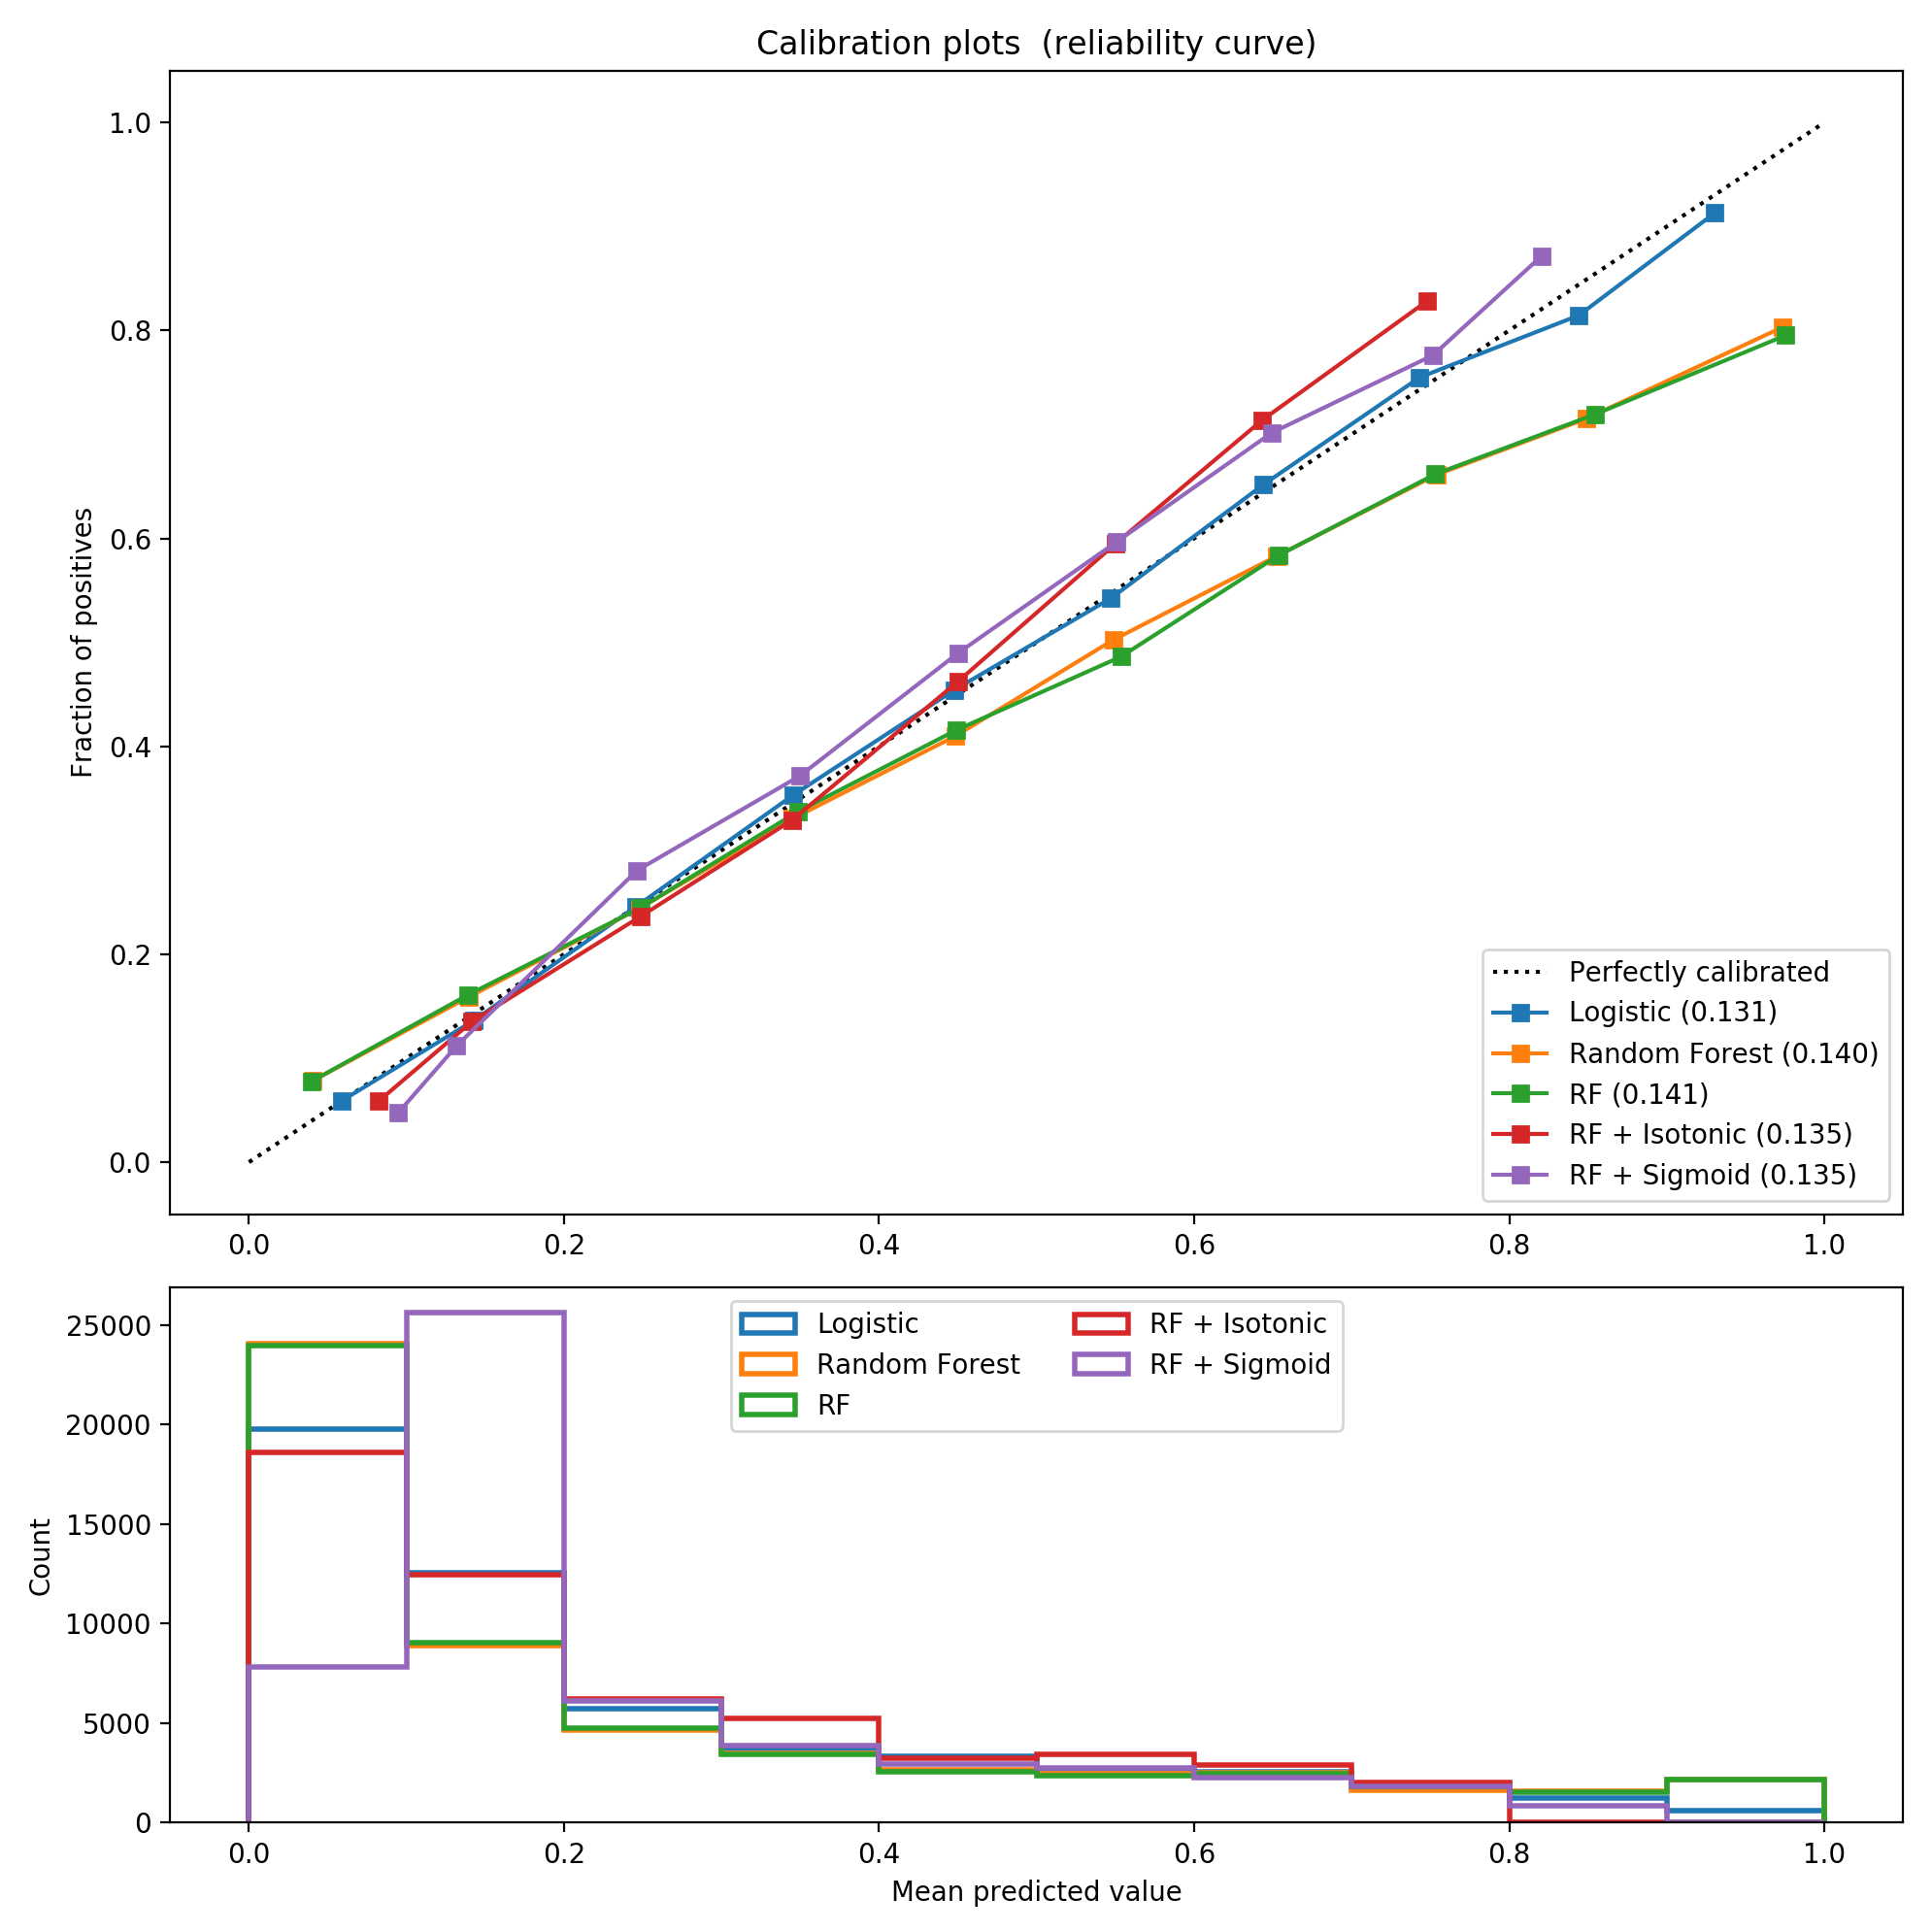 Calibration plots  (reliability curve)
1.0
0.8
0.6
0.4
0.2
0.0
Fraction of positives
Perfectly calibrated
Logistic (0.131)
Random Forest (0.140)
RF (0.141)
RF + Isotonic (0.135)
RF + Sigmoid (0.135)
0.0 0.2 0.4 0.6 0.8 1.0
25000
20000
15000
10000
5000
0
Count
Logistic
Random Forest
RF
RF + Isotonic
RF + Sigmoid
0.0 0.2 0.4 0.6 0.8 1.0
Mean predicted value